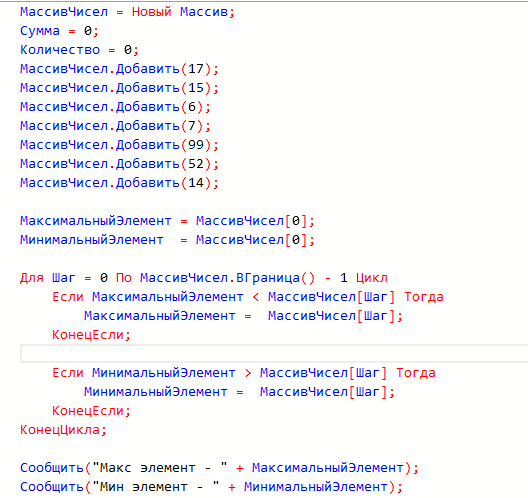 МассивЧисел = Новый Массив;
Сумма = 0;
Количество = 0;
МассивЧисел.Добавить(17);
МассивЧисел.Добавить(15);
МассивЧисел.Добавить(6);
МассивЧисел.Добавить(7);
МассивЧисел.Добавить(99);
МассивЧисел.Добавить(52);
МассивЧисел.Добавить(14);
МаксимальныйЭлемент = МассивЧисел[0];
МинимальныйЭлемент  = МассивЧисел[0];
Для Шаг = 0 По МассивЧисел.ВГраница() - 1 Цикл
    Если МаксимальныйЭлемент < МассивЧисел[Шаг] Тогда
        МаксимальныйЭлемент =  МассивЧисел[Шаг];
    КонецЕсли;
    Если МинимальныйЭлемент > МассивЧисел[Шаг] Тогда
        МинимальныйЭлемент =  МассивЧисел[Шаг];
    КонецЕсли;
КонецЦикла;
Сообщить("Макс элемент - " + МаксимальныйЭлемент);
Сообщить("Мин элемент - " + МинимальныйЭлемент);